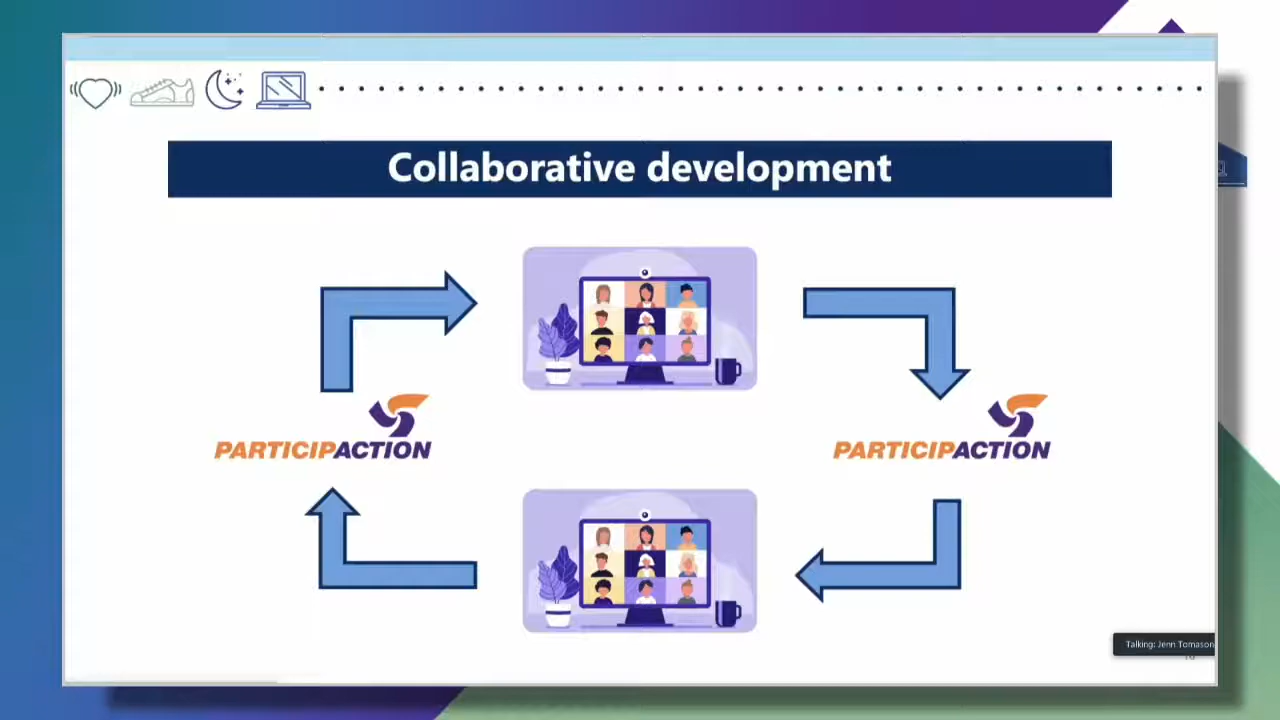 Collaborative development
PARTICIPACTION
PARTICIPACTION
Talking: Jenn Tomason